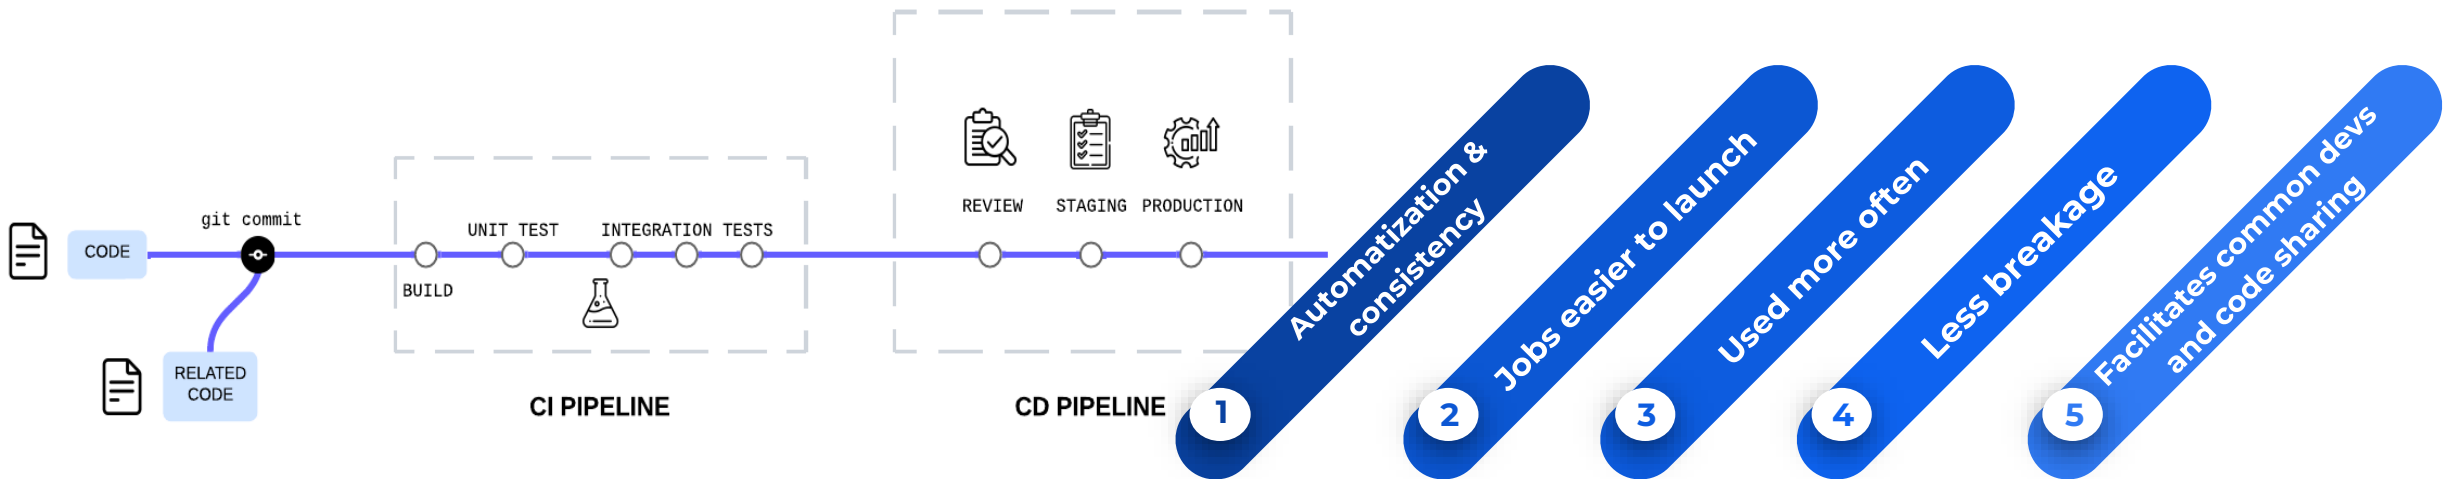 git commit
CODE
RELATED
CODE
BUILD
UNIT TEST
INTEGRATION TESTS
CI PIPELINE
REVIEW
STAGING
PRODUCTION
CD PIPELINE
1
Automatization &
consistency
2
Jobs easier to launch
3
Used more often
4
Less breakage
5
Facilitates common devs
and code sharing